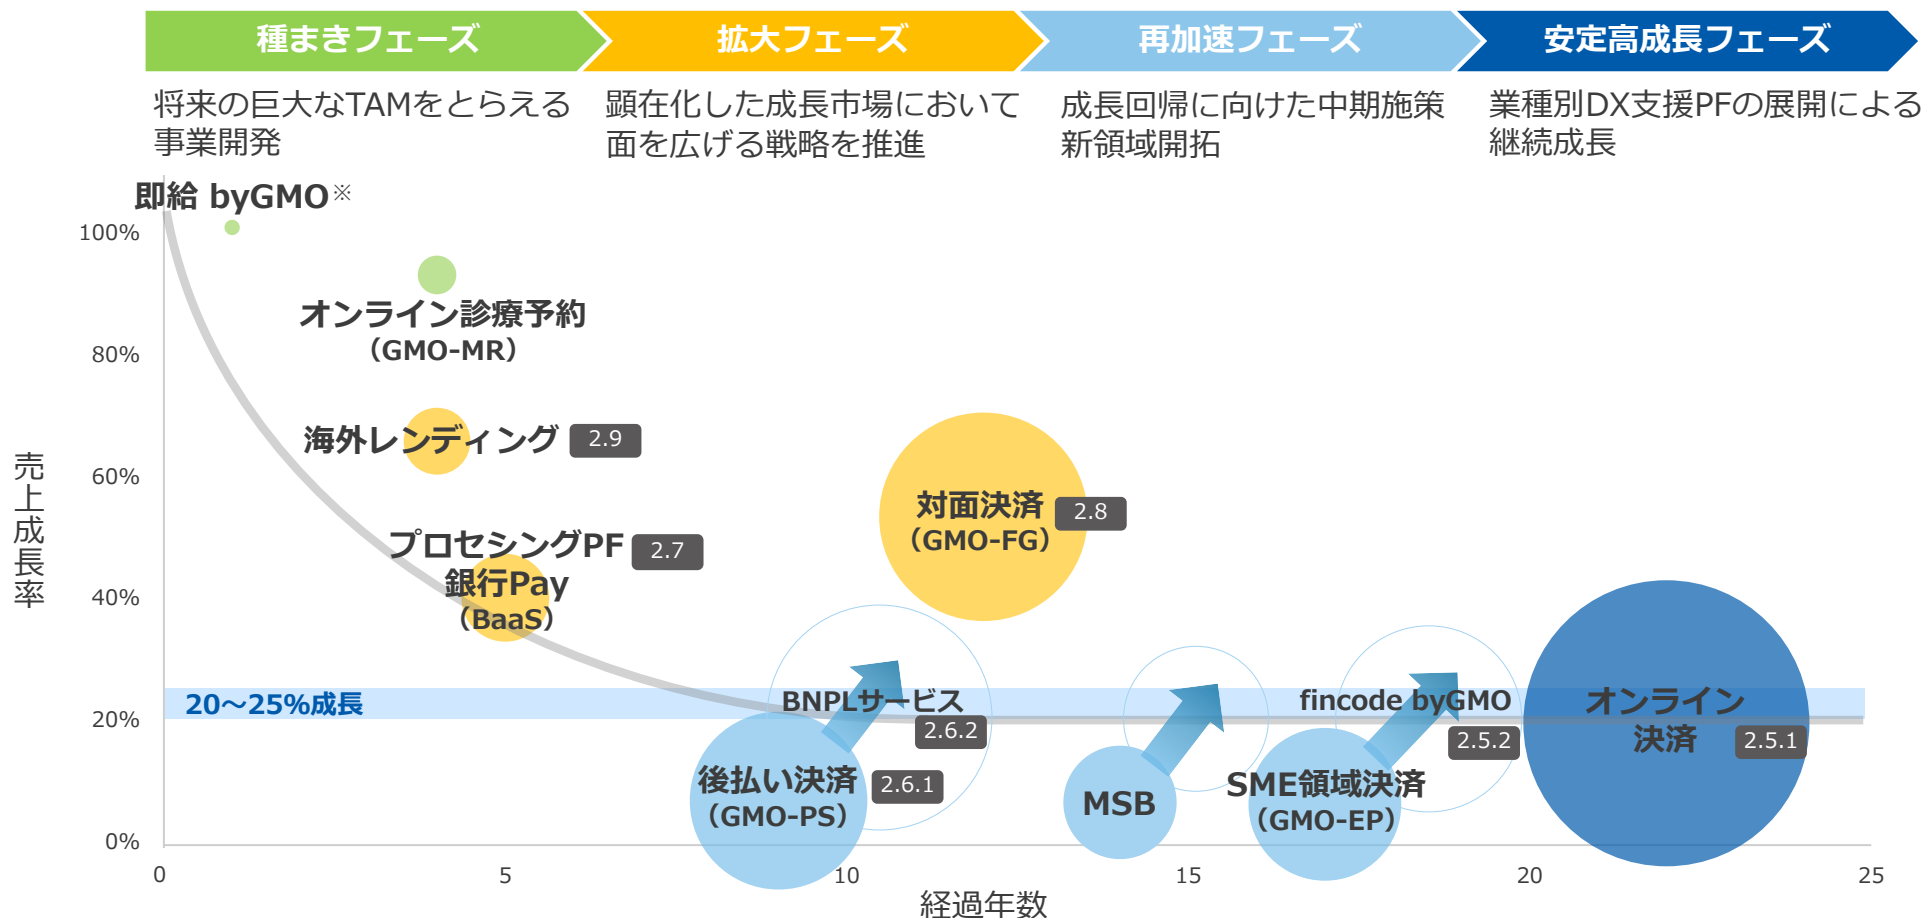 種まきフェーズ
拡大フェーズ
再加速フェーズ
安定高成長フェーズ
将来の巨大なTAMをとらえる
事業開発
顕在化した成長市場において
面を広げる戦略を推進
成長回帰に向けた中期施策
新領域開拓
業種別DX支援PFの展開による
継続成長
売上成長率
100%
80%
60%
40%
20%
0%
即給 byGMO※
オンライン診療予約
（GMO-MR）
海外レンディング
2.9
プロセシングPF
2.7
銀行Pay
（BaaS）
対面決済
2.8
（GMO-FG）
20～25%成長
BNPLサービス
2.6.2
後払い決済
2.6.1
（GMO-PS）
MSB
fincode byGMO
2.5.2
SME領域決済
（GMO-EP）
オンライン
決済
2.5.1
0
5
10
15
20
25
経過年数